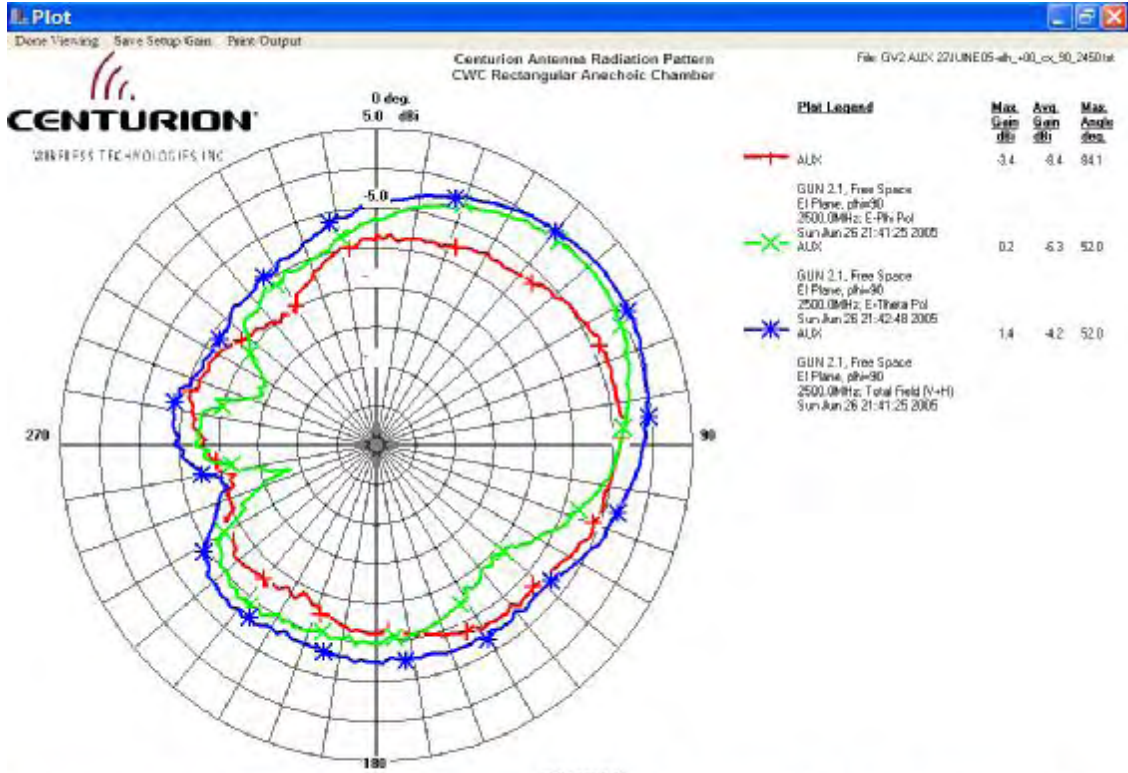 Plot
Done Viewing Save Setup/Gain Print Output
CENTURION
WIRELESS TECHNOLOGIES INC.
Centurion Antenna Radiation Pattern
CWC Rectangular Anechoic Chamber
0 deg.
5.0 dBi
-5.0
270
90
180
Plot Legend Max. Gain dBi Avg. Gain dBi Max. Angle deg.
AUX -3.4 -8.4 84.1
GUN 2.1, Free Space
El Plane, phi=90
2500.0MHz; E-Phi Pol
Sun Jun 26 21:41:25 2005
AUX 0.2 -6.3 52.0
GUN 2.1, Free Space
El Plane, phi=90
2500.0MHz; E-Theta Pol
Sun Jun 26 21:42:48 2005
AUX 1.4 -4.2 52.0
GUN 2.1, Free Space
El Plane, phi=90
2500.0MHz; Total Field (V+H)
Sun Jun 26 21:41:25 2005